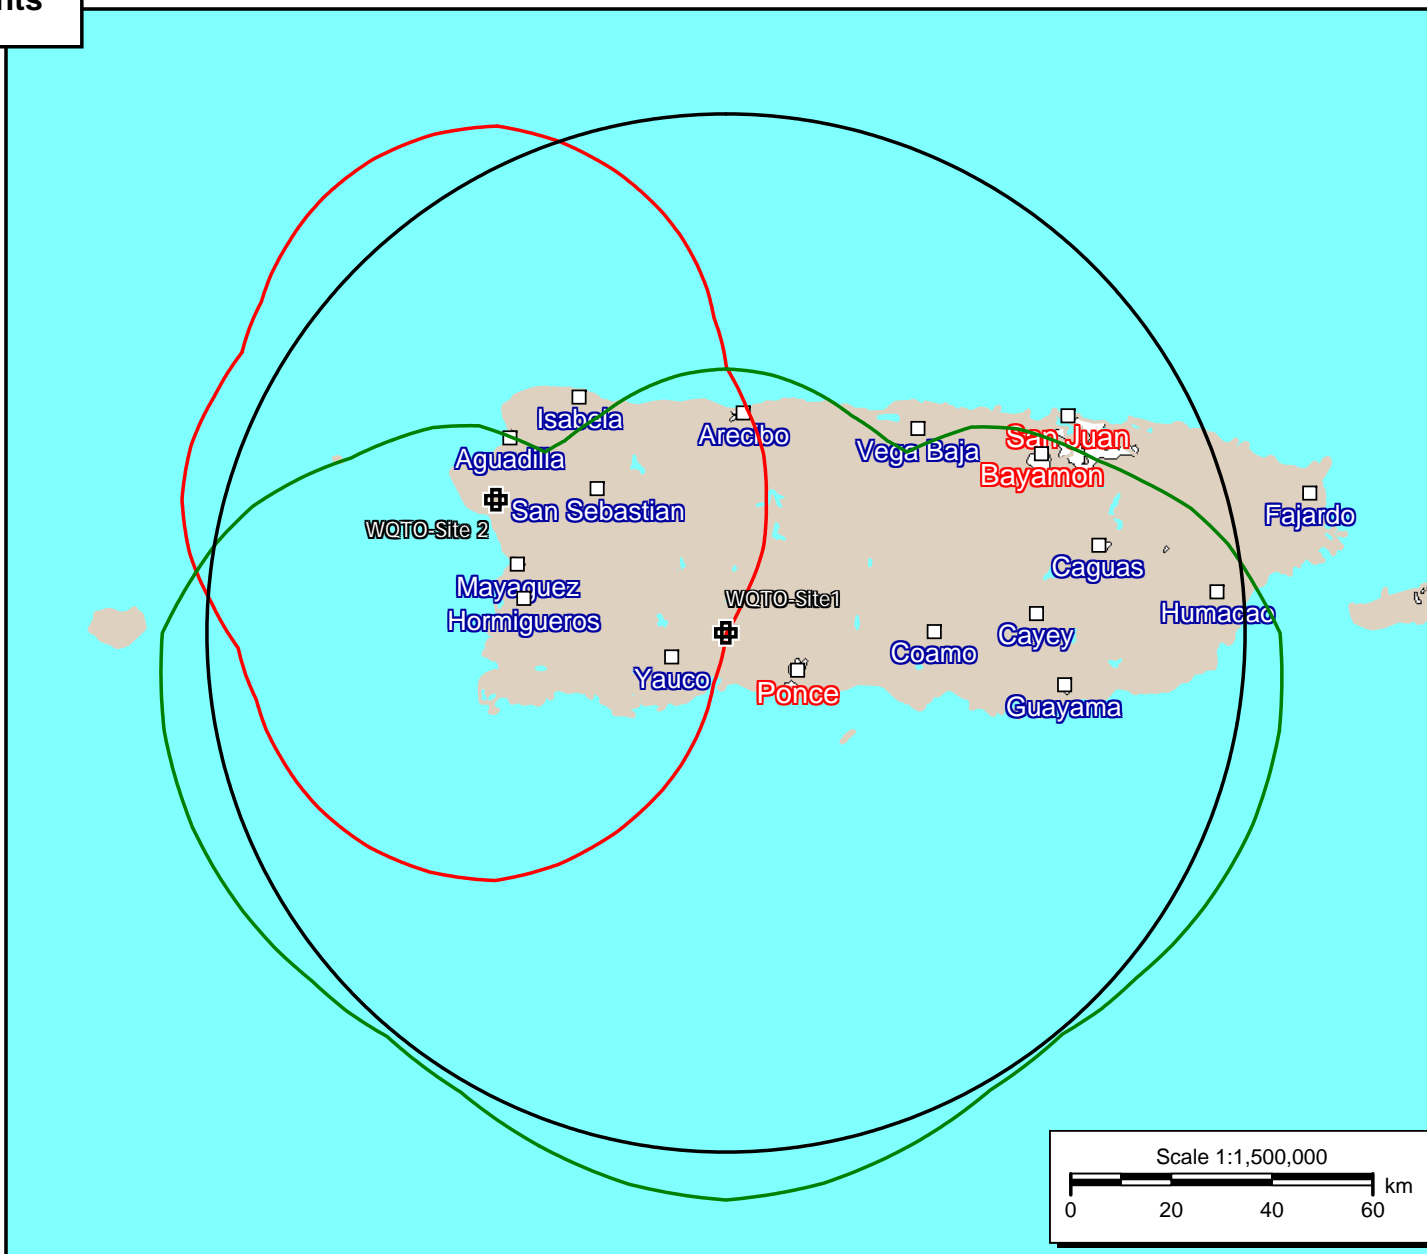 Isabela
Arecibo
San Juan
Aguadilla
Vega Baja
Bayamon
San Sebastian
Fajardo
WQTO-Site 2
Caguas
Mayaguez
WQTO-Site1
Humacao
Hormigueros
Cayey
Coamo
Yauco
Ponce
Guayama
Scale 1:1,500,000
km
0 20 40 60